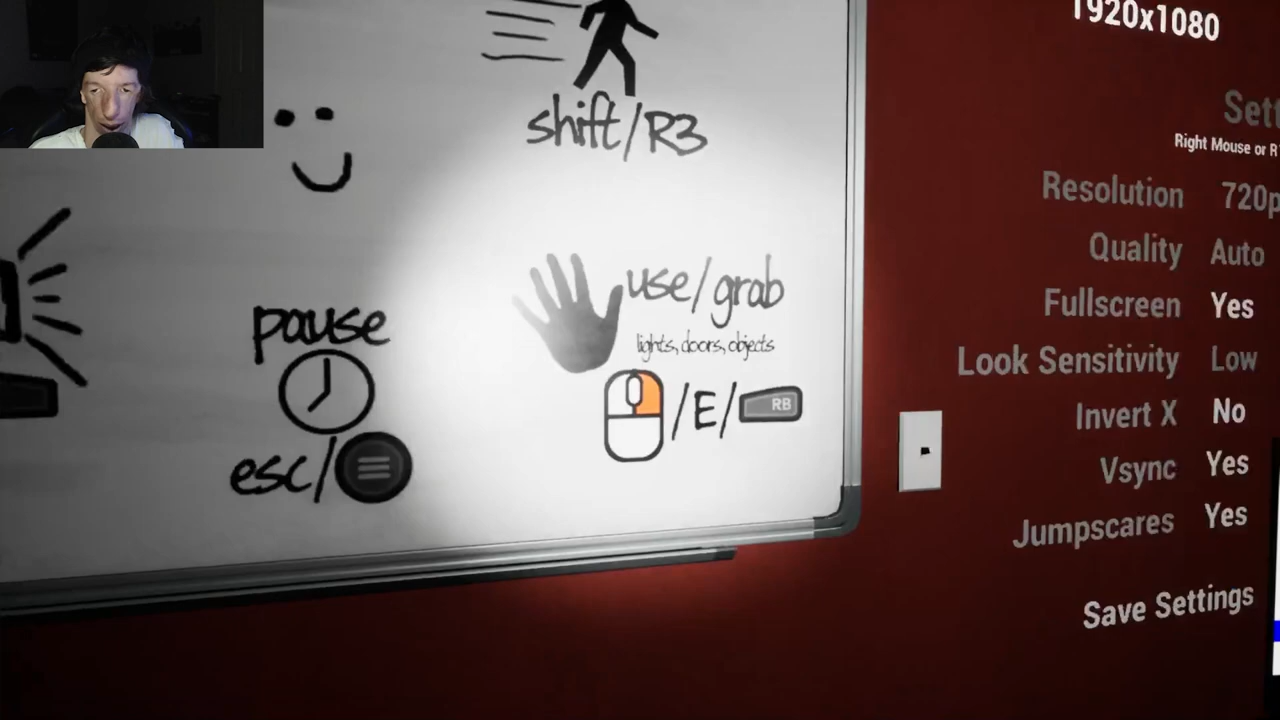 1920x1080
shift/R3
Right Mouse or
Resolution 720p
Quality Auto
use/grab
lights, doors, objects
Fullscreen Yes
pause
Look Sensitivity Low
/E/ RB
Invert X No
esc/
Vsync Yes
Jumpscares Yes
Save Settings